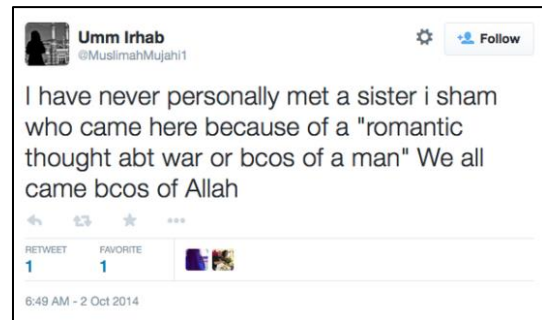 Umm Irhab
@MuslimahMujahi1
Follow
I have never personally met a sister i sham
who came here because of a "romantic
thought abt war or bcos of a man" We all
came bcos of Allah
RETWEET FAVORITE
1 1
6:49 AM - 2 Oct 2014